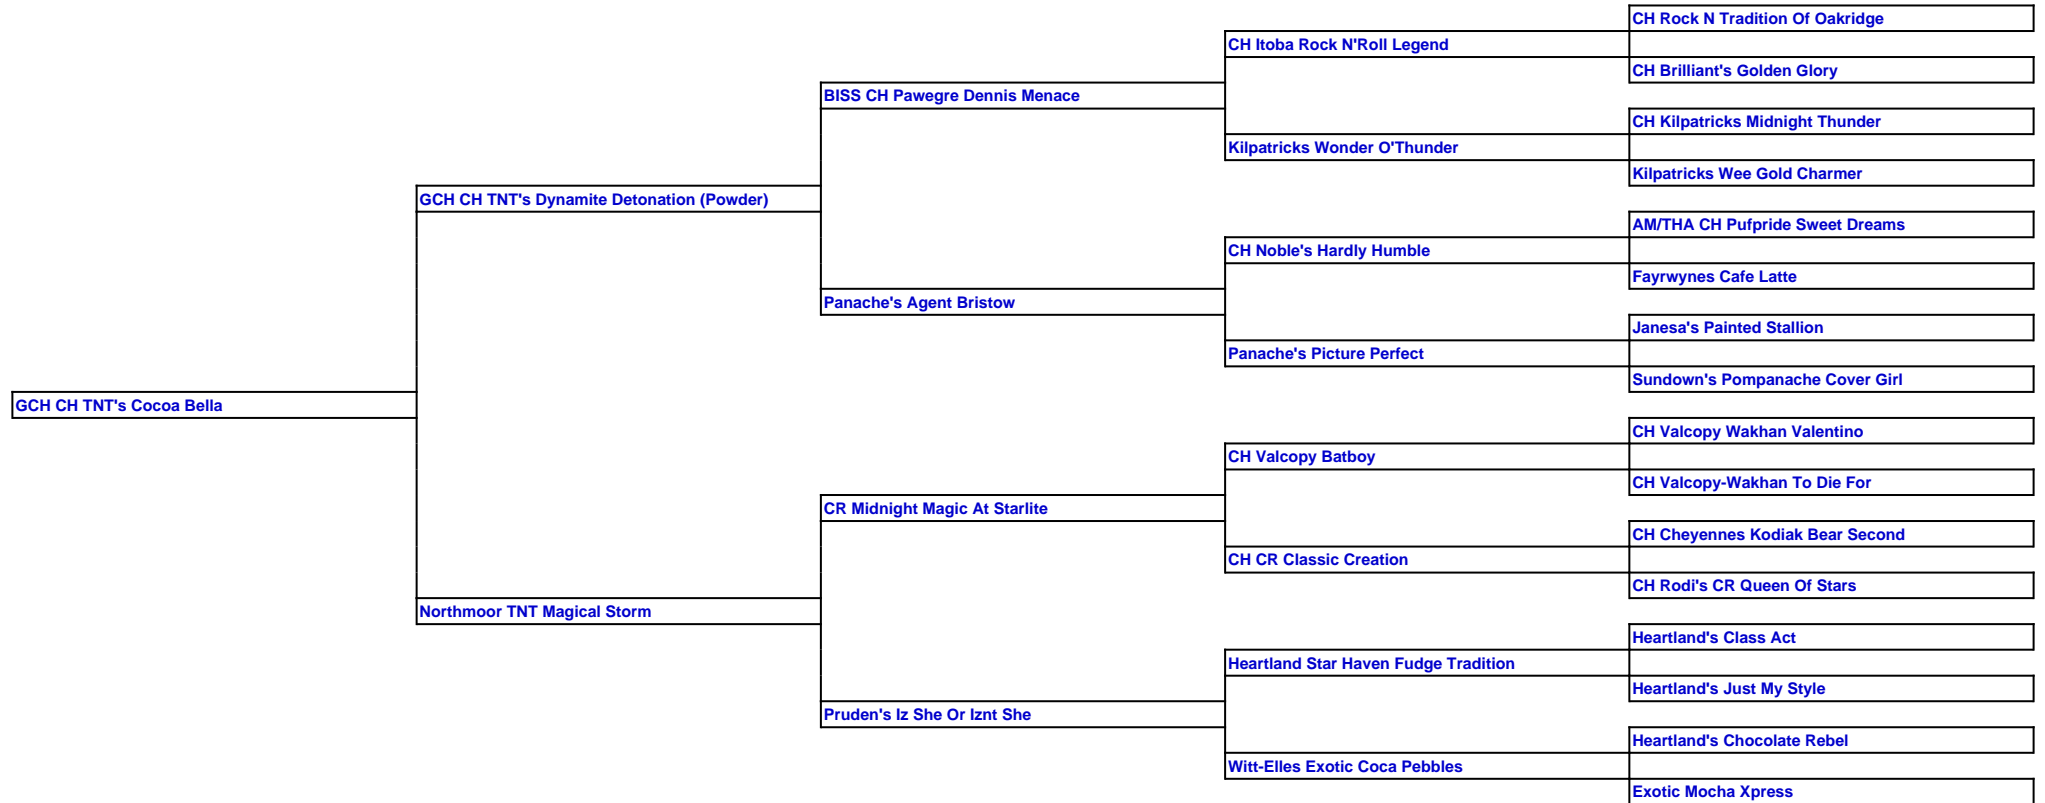 CH Rock N Tradition Of Oakridge
CH Itoba Rock N'Roll Legend
CH Brilliant's Golden Glory
BISS CH Pawegre Dennis Menace
CH Kilpatricks Midnight Thunder
Kilpatricks Wonder O'Thunder
Kilpatricks Wee Gold Charmer
GCH CH TNT's Dynamite Detonation (Powder)
AM/THA CH Pufpride Sweet Dreams
CH Noble's Hardly Humble
Fayrwynes Cafe Latte
Panache's Agent Bristow
Janesa's Painted Stallion
Panache's Picture Perfect
Sundown's Pompanache Cover Girl
GCH CH TNT's Cocoa Bella
CH Valcopy Wakhan Valentino
CH Valcopy Batboy
CH Valcopy-Wakhan To Die For
CR Midnight Magic At Starlite
CH Cheyennes Kodiak Bear Second
CH CR Classic Creation
CH Rodi's CR Queen Of Stars
Northmoor TNT Magical Storm
Heartland's Class Act
Heartland Star Haven Fudge Tradition
Heartland's Just My Style
Pruden's Iz She Or Iznt She
Heartland's Chocolate Rebel
Witt-Elles Exotic Coca Pebbles
Exotic Mocha Xpress